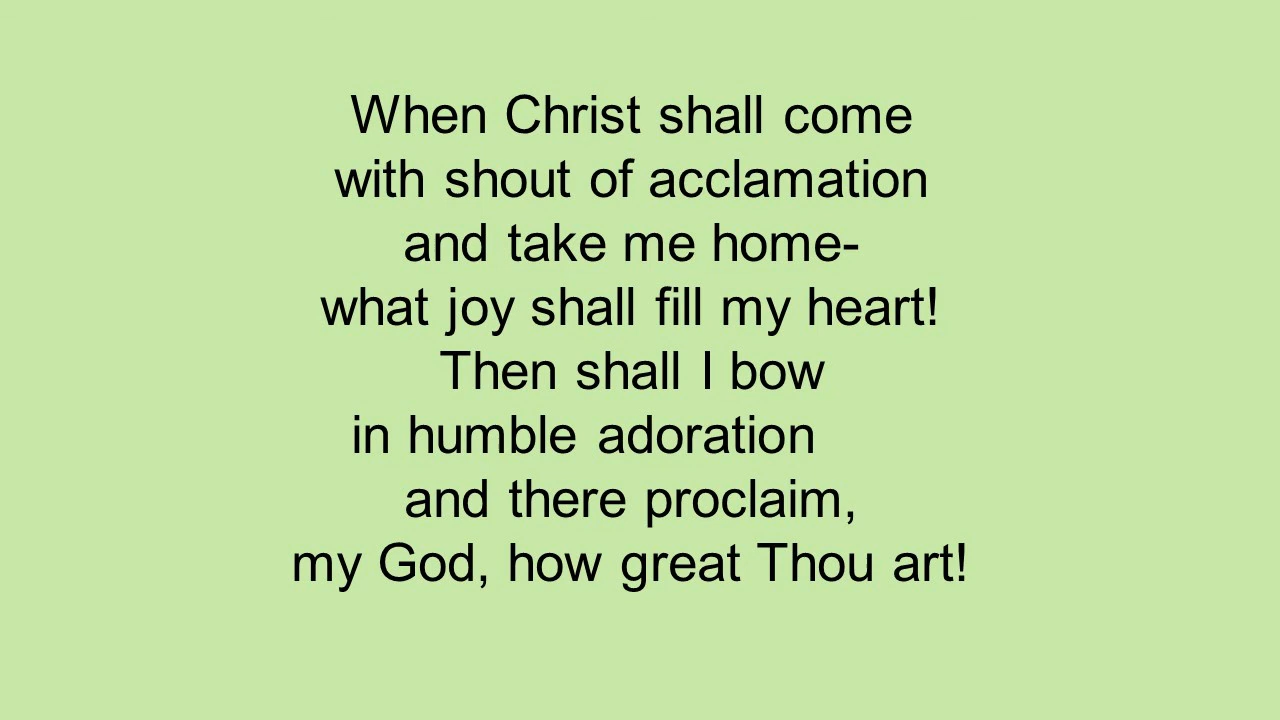 When Christ shall come
with shout of acclamation
and take me home-
what joy shall fill my heart!
Then shall I bow
in humble adoration
and there proclaim,
my God, how great Thou art!